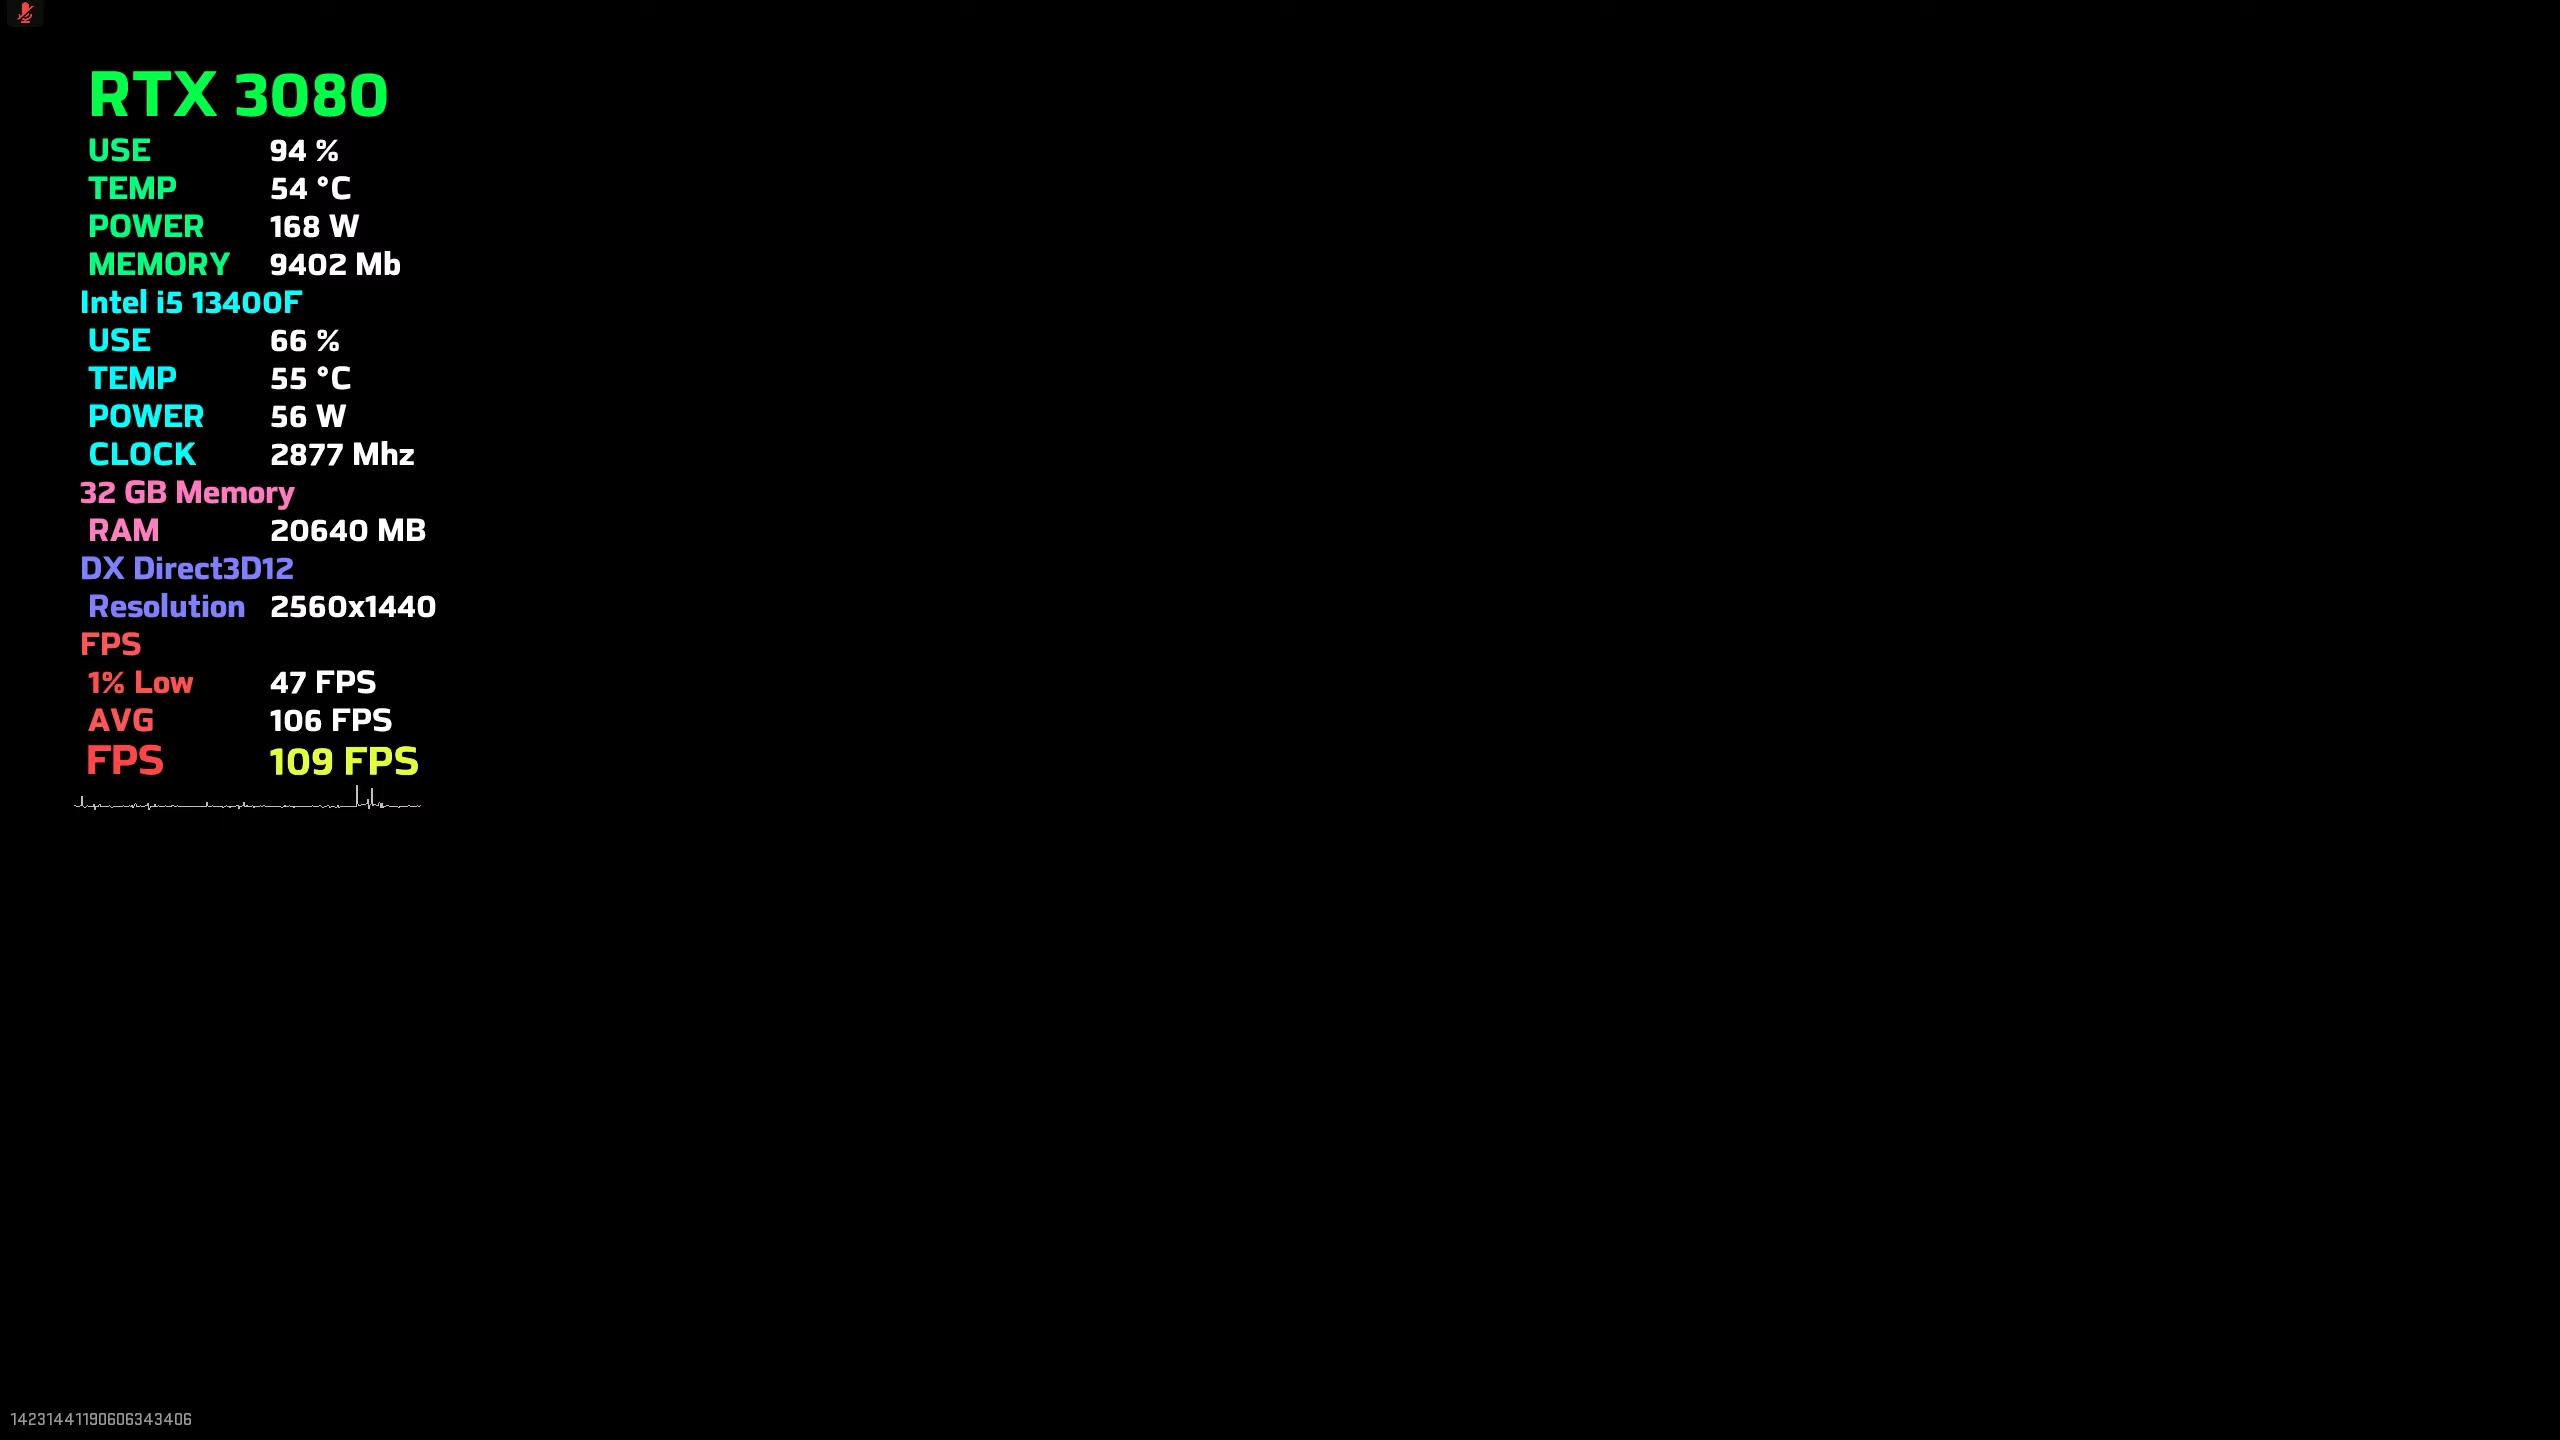 RTX 3080
USE 94 %
TEMP 54 °C
POWER 168 W
MEMORY 9402 Mb
Intel i5 13400F
USE 66 %
TEMP 55 °C
POWER 56 W
CLOCK 2877 Mhz
32 GB Memory
RAM 20640 MB
DX Direct3D12
Resolution 2560x1440
FPS
1% Low 47 FPS
AVG 106 FPS
FPS 109 FPS
14231441190606343406